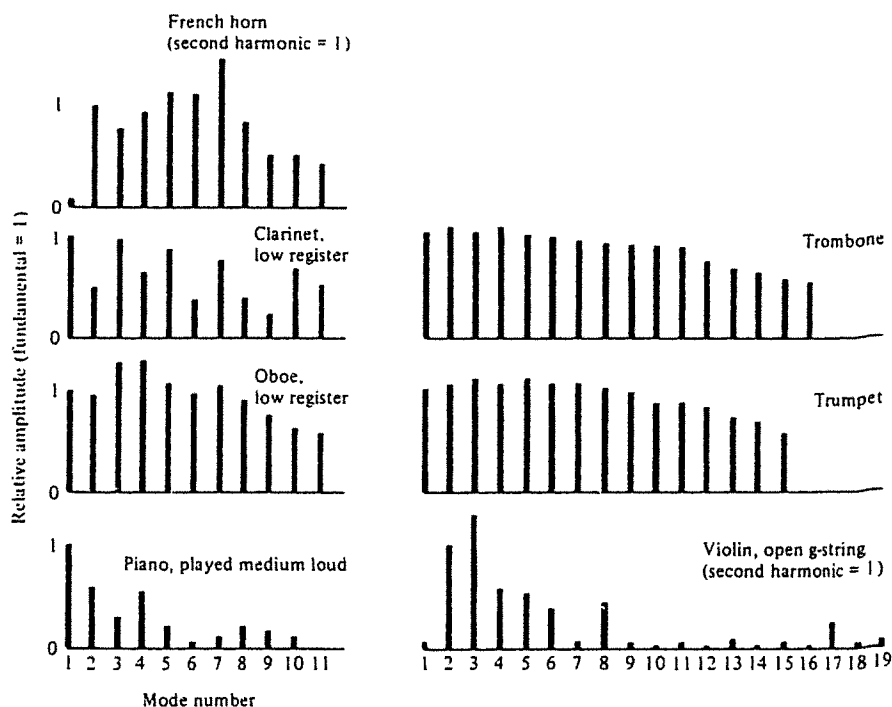 French horn
(second harmonic = 1)
1
0
Clarinet,
low register
1
0
Trombone
Oboe,
low register
1
0
Trumpet
Piano, played medium loud
1
0
Violin, open g-string
(second harmonic = 1)
1 2 3 4 5 6 7 8 9 10 11
1 2 3 4 5 6 7 8 9 10 11 12 13 14 15 16 17 18 19
Mode number
Relative amplitude (fundamental = 1)